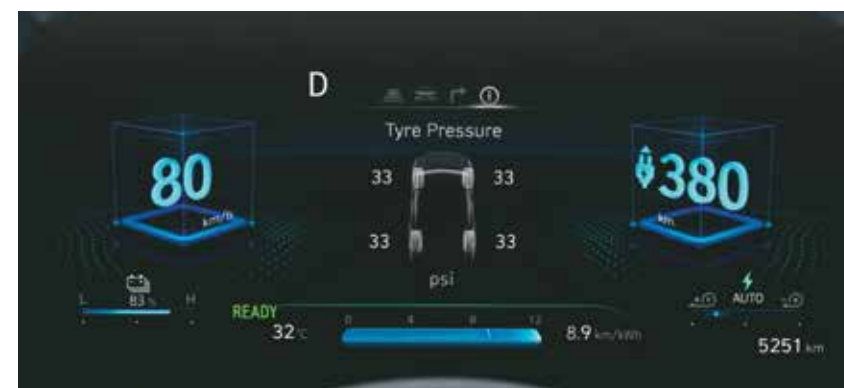 D
Tyre Pressure
80 km/h
33 33
380 km
33 33
psi
L 83 % H
AUTO
READY
0 4 8 12
32 °C
8.9 km/kWh
5251 km